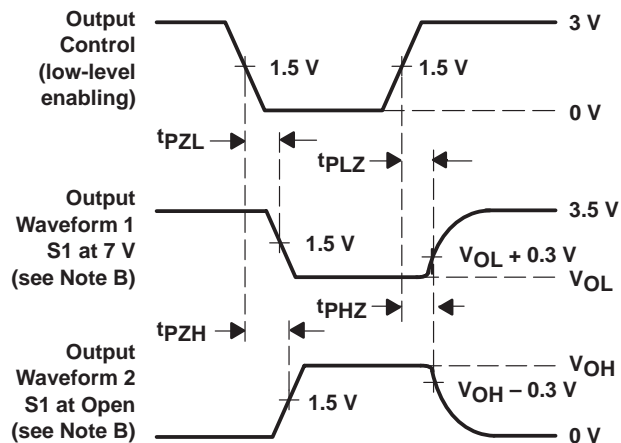 Output
Control
(low-level
enabling)
1.5 V
1.5 V
3 V
0 V
tPZL
tPLZ
Output
Waveform 1
S1 at 7 V
(see Note B)
1.5 V
3.5 V
VOL + 0.3 V
VOL
tPZH
tPHZ
Output
Waveform 2
S1 at Open
(see Note B)
1.5 V
VOH
VOH – 0.3 V
0 V